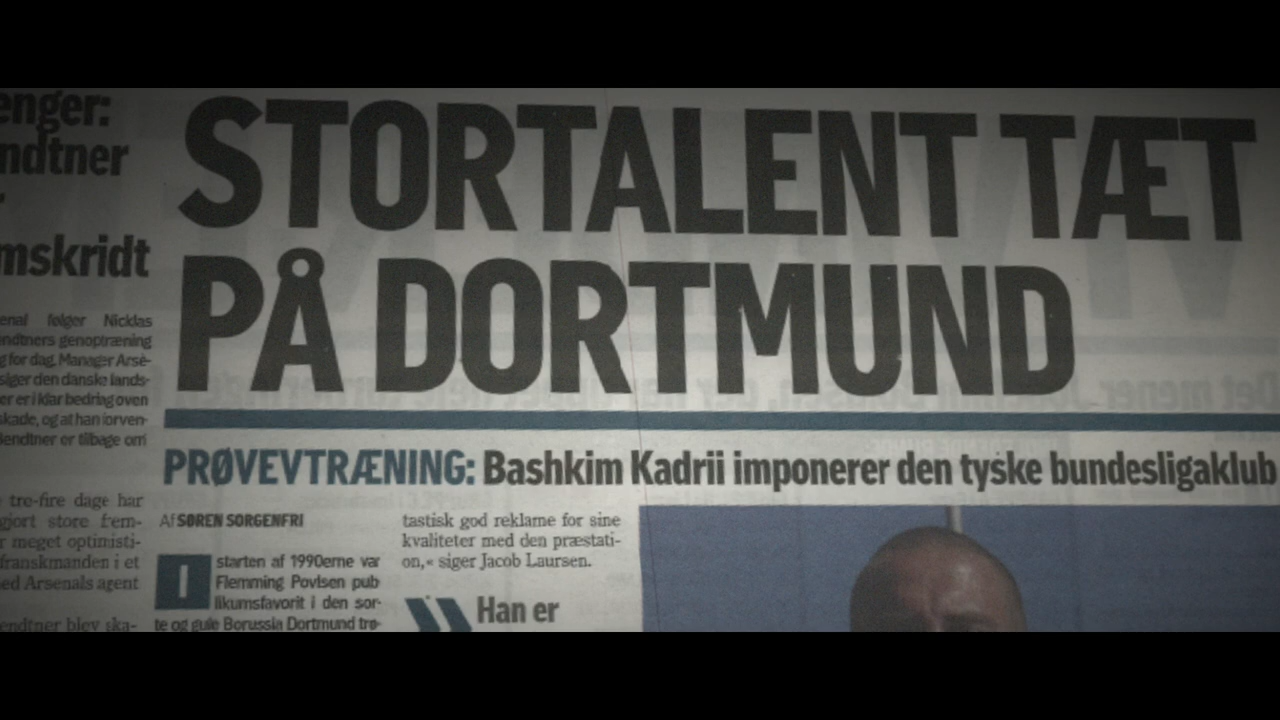 STORTALENT TÆT
PÅ DORTMUND
PRØVEVTRÆNING: Bashkim Kadrii imponerer den tyske bundesligaklub
Af SØREN SORGENFRI
I starten af 1990erne var
Flemming Povlsen pub-
likumsfavorit i den sor-
te og gule Borussia Dortmund trø-
tastisk god reklame for sine
kvaliteter med den præstati-
on,« siger Jacob Laursen.
Han er
enger:
ndtner
mskridt
enal følger Nicklas
endtners genoptræning
g for dag. Manager Arsè-
siger den danske lands-
er er i klar bedring oven
skade, og at han forven-
Bendtner er tilbage om
tre-fire dage har
gjort store frem-
r meget optimisti-
franskmanden i et
ed Arsenals agent
endtner blev ska-